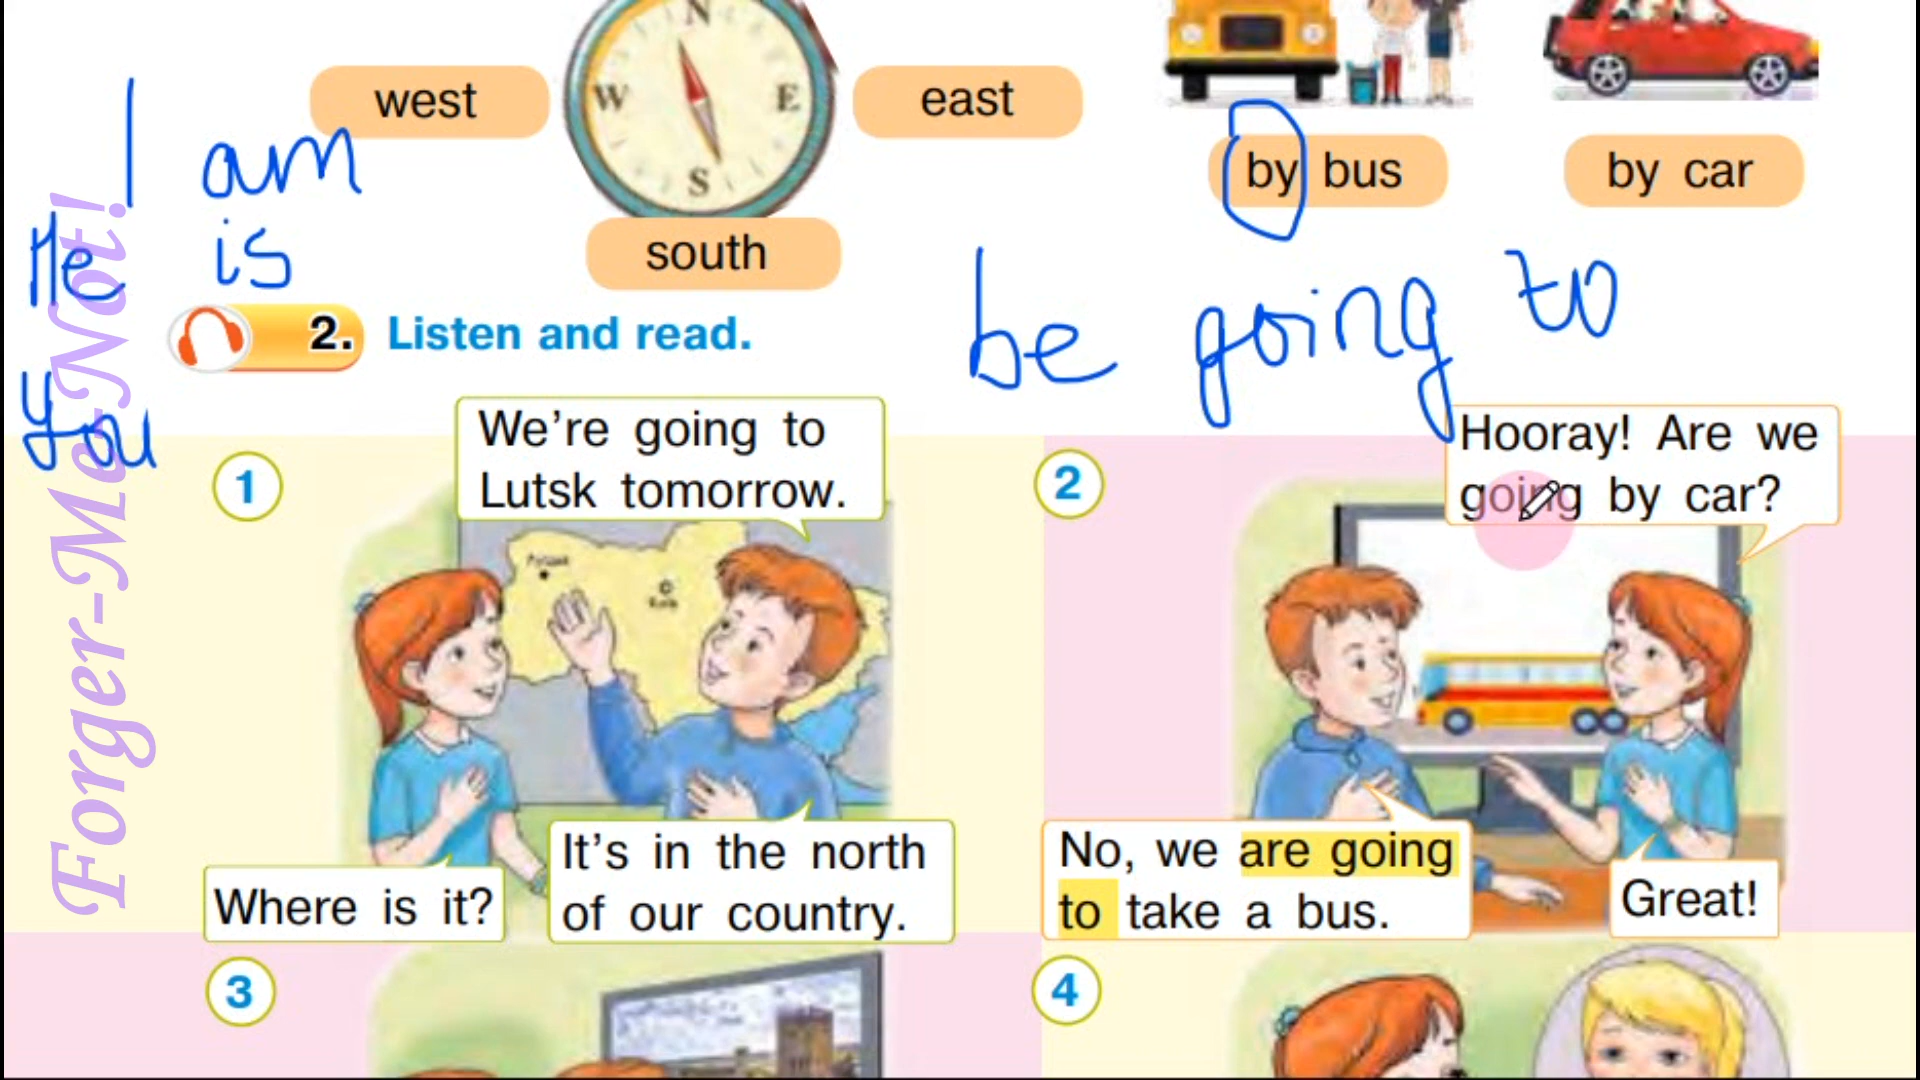 N
W
E
S
west
east
south
by bus
by car
I am
He is
You
be going to
Forger-Me-Not!
2. Listen and read.
1
We're going to
Lutsk tomorrow.
Where is it?
It's in the north
of our country.
2
Hooray! Are we
going by car?
No, we are going
to take a bus.
Great!
3
4